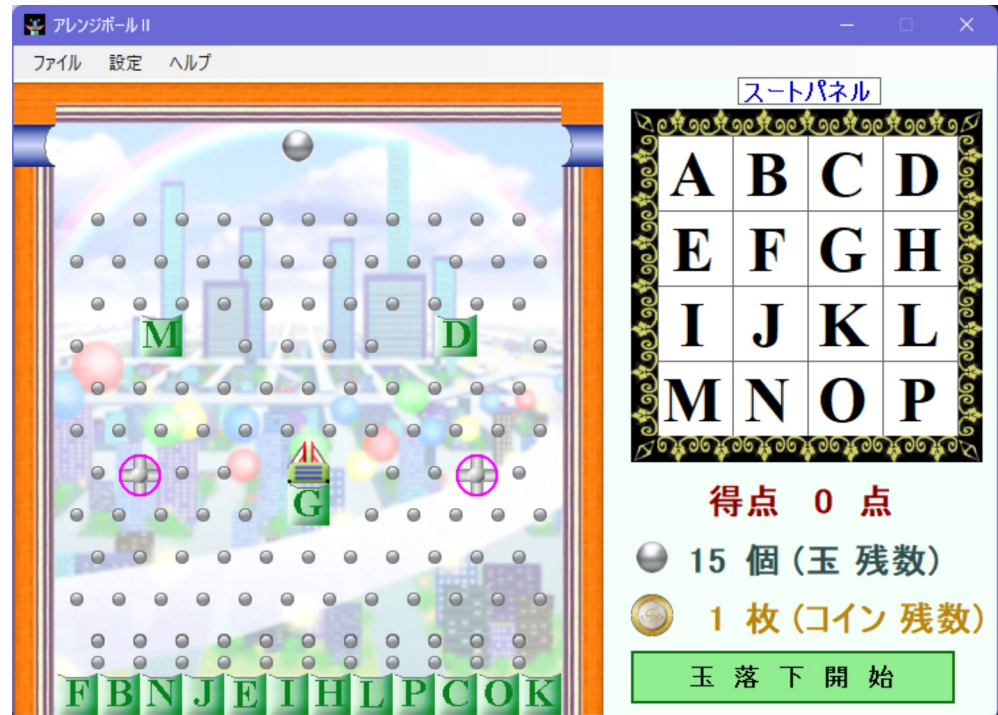 アレンジボールⅡ
ファイル 設定 ヘルプ
スートパネル
A B C D
E F G H
I J K L
M N O P
M D
G
F B N J E I H L P C O K
得点 0 点
15 個 (玉 残数)
1 枚 (コイン 残数)
玉 落 下 開 始